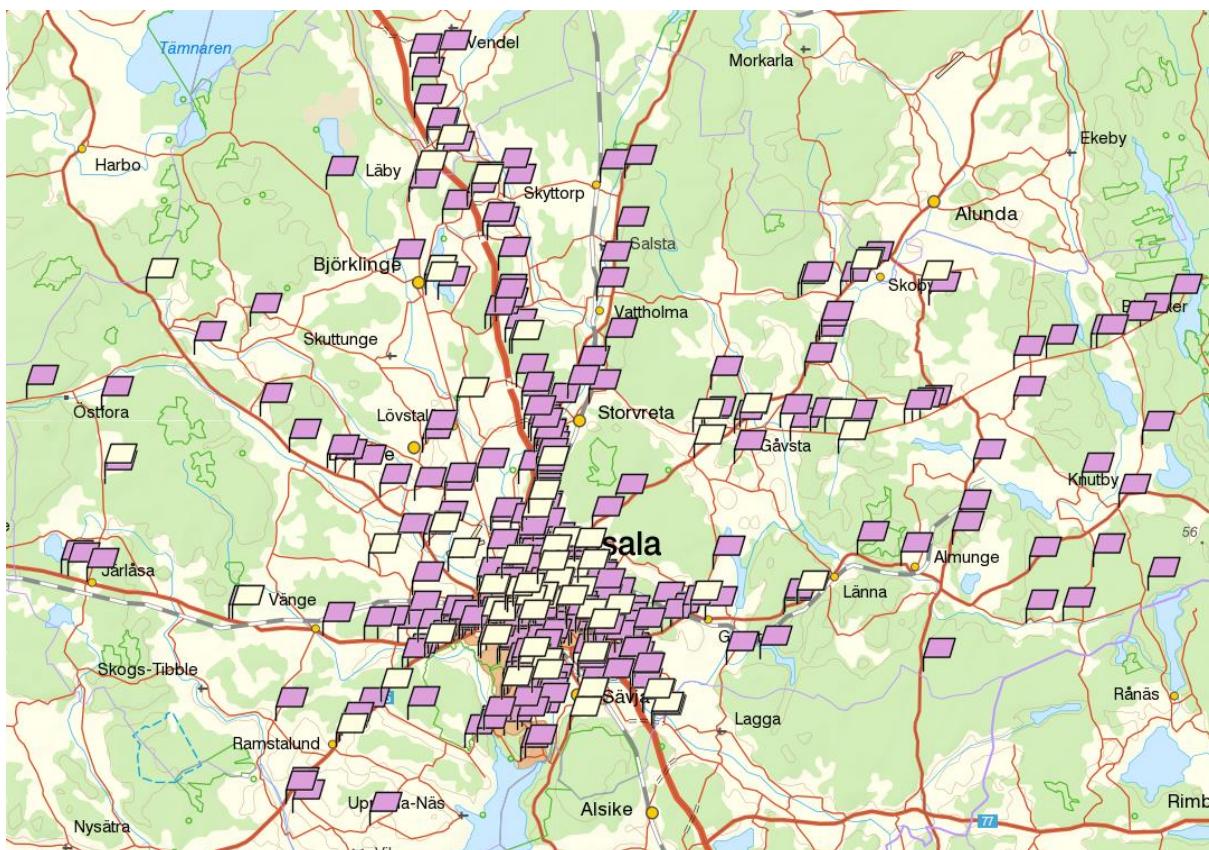 Tämnaren
Vendel
Morkarla
Ekeby
Harbo
Läby
Skyttorp
Alunda
Salsta
Björklinge
Skoby
Vattholma
Skuttunge
Östfora
Lövstal
Storvreta
Gåvsta
Knutby
56
sala
Järlåsa
Almunge
Länna
Vänge
Skogs-Tibble
Sävja
Rånäs
Lagga
Ramstalund
Alsike
Rimb
77
Nysätra